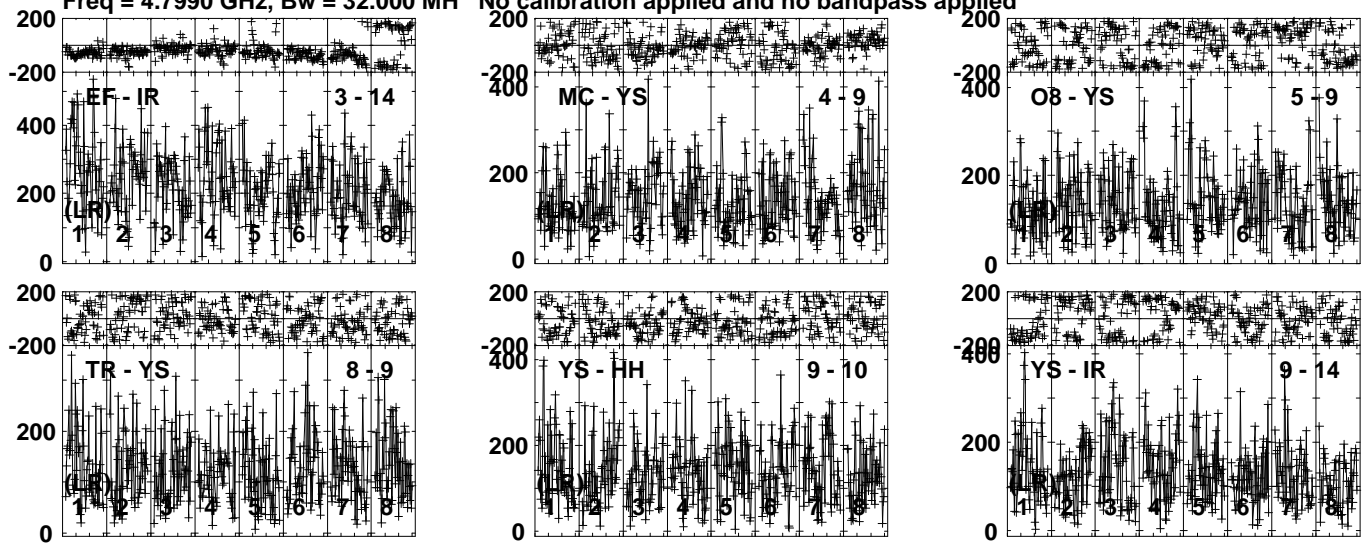 Freq = 4.7990 GHz, Bw = 32.000 MH No calibration applied and no bandpass applied
200
-200
EF - IR 3 - 14
400
200
(LR)
1 2 3 4 5 6 7 8
0
200
-200
400
MC - YS 4 - 9
200
(LR)
1 2 3 4 5 6 7 8
0
200
-200
400
O8 - YS 5 - 9
200
(LR)
1 2 3 4 5 6 7 8
0
200
-200
TR - YS 8 - 9
200
(LR)
1 2 3 4 5 6 7 8
0
200
-200
400
YS - HH 9 - 10
200
(LR)
1 2 3 4 5 6 7 8
0
200
-200
400
YS - IR 9 - 14
200
(LR)
1 2 3 4 5 6 7 8
0